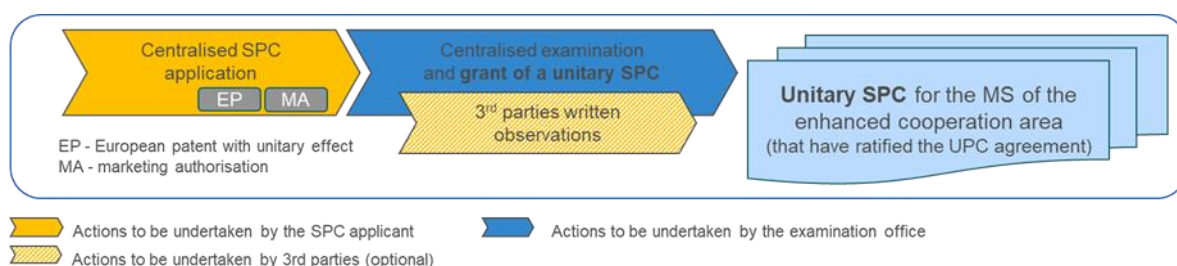 Centralised SPC
application
EP
MA
EP - European patent with unitary effect
MA - marketing authorisation
Centralised examination
and grant of a unitary SPC
3rd parties written
observations
Unitary SPC for the MS of the
enhanced cooperation area
(that have ratified the UPC agreement)
Actions to be undertaken by the SPC applicant
Actions to be undertaken by the examination office
Actions to be undertaken by 3rd parties (optional)